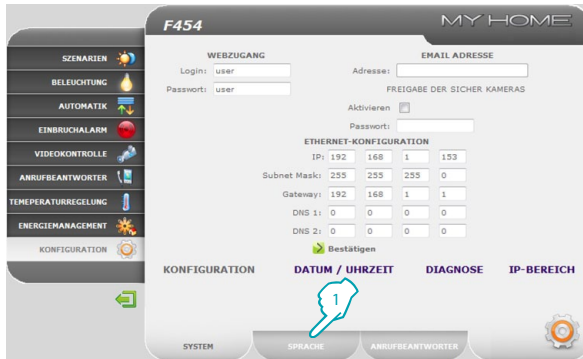 F454
MY HOME
SZENARIEN
BELEUCHTUNG
AUTOMATIK
EINBRUCHALARM
VIDEOKONTROLLE
ANRUFBEANTWORTER
TEMEPERATURREGELUNG
ENERGIEMANAGEMENT
KONFIGURATION
WEBZUGANG
Login: user
Passwort: user
EMAIL ADRESSE
Adresse:
FREIGABE DER SICHER KAMERAS
Aktivieren
Passwort:
ETHERNET-KONFIGURATION
IP: 192 168 1 153
Subnet Mask: 255 255 255 0
Gateway: 192 168 1 1
DNS 1: 0 0 0 0
DNS 2: 0 0 0 0
Bestätigen
KONFIGURATION DATUM / UHRZEIT DIAGNOSE IP-BEREICH
1
SYSTEM SPRACHE ANRUFBEANTWORTER